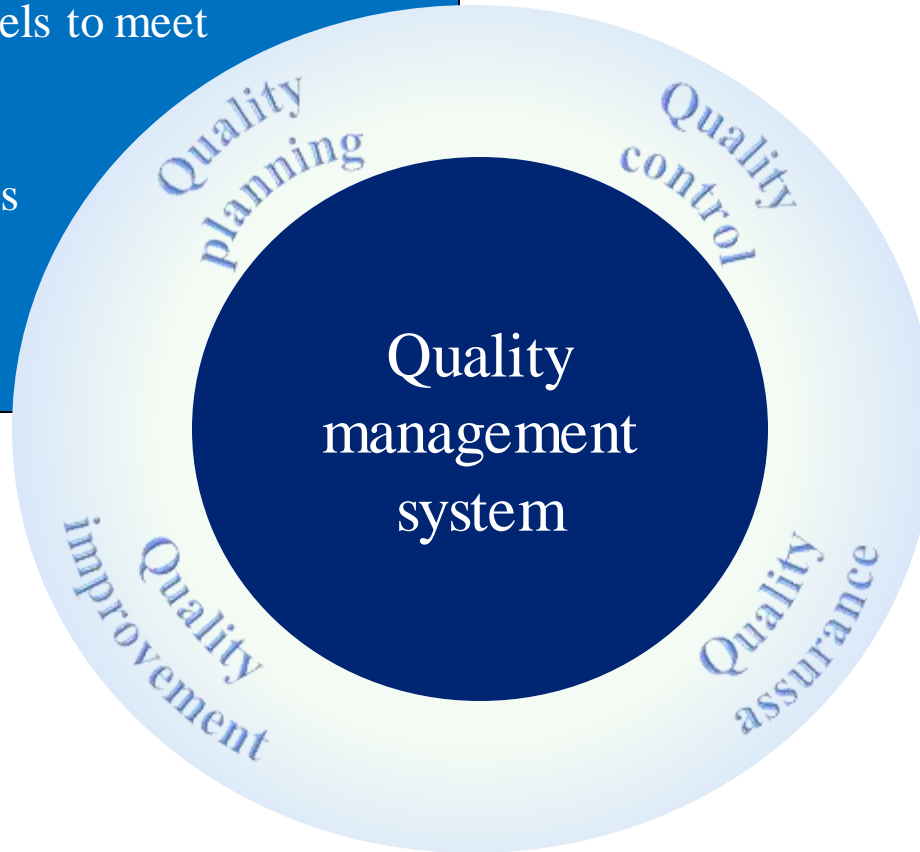 els to meet
s
Quality
planning
Quality
control
Quality
management
system
Quality
improvement
Quality
assurance